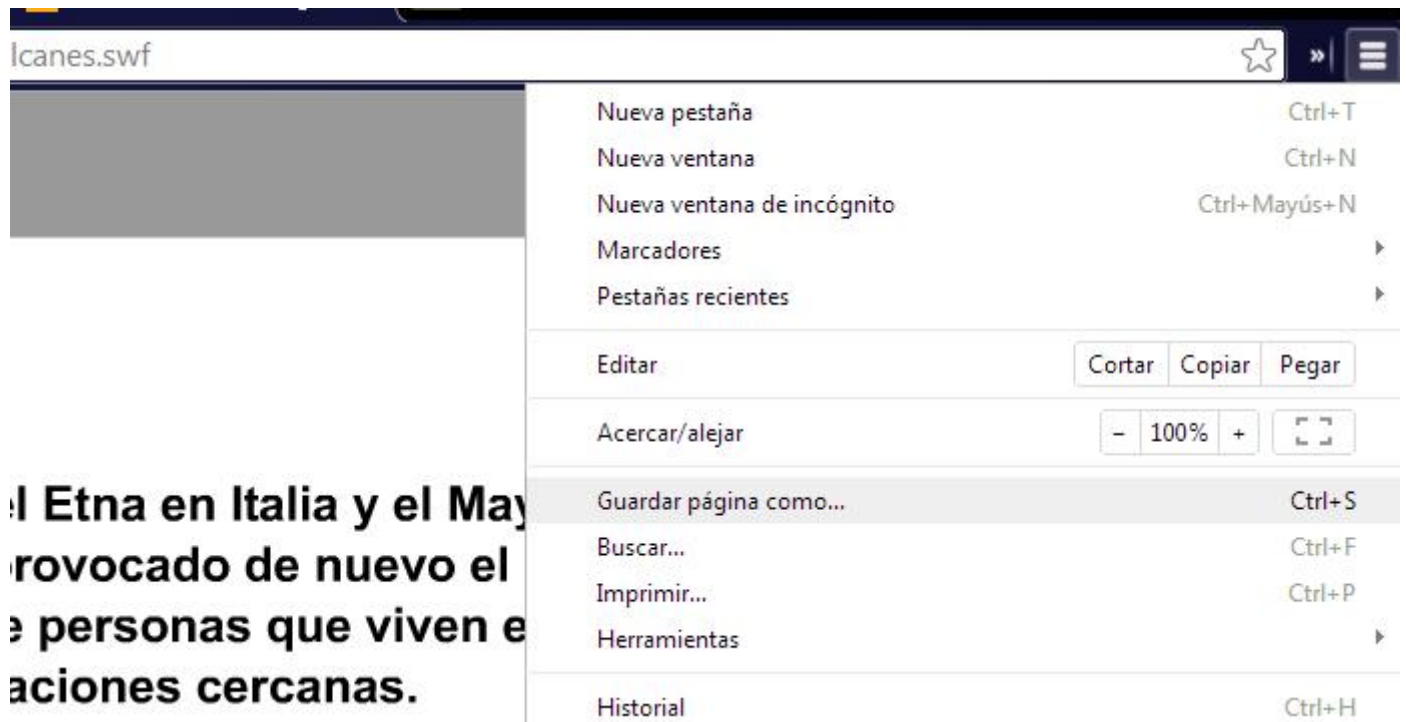 lcanes.swf
»
Nueva pestaña Ctrl+T
Nueva ventana Ctrl+N
Nueva ventana de incógnito Ctrl+Mayús+N
Marcadores
Pestañas recientes
Editar Cortar Copiar Pegar
Acercar/alejar - 100% +
Guardar página como... Ctrl+S
Buscar... Ctrl+F
Imprimir... Ctrl+P
Herramientas
Historial Ctrl+H
el Etna en Italia y el May
rovocado de nuevo el
e personas que viven e
aciones cercanas.